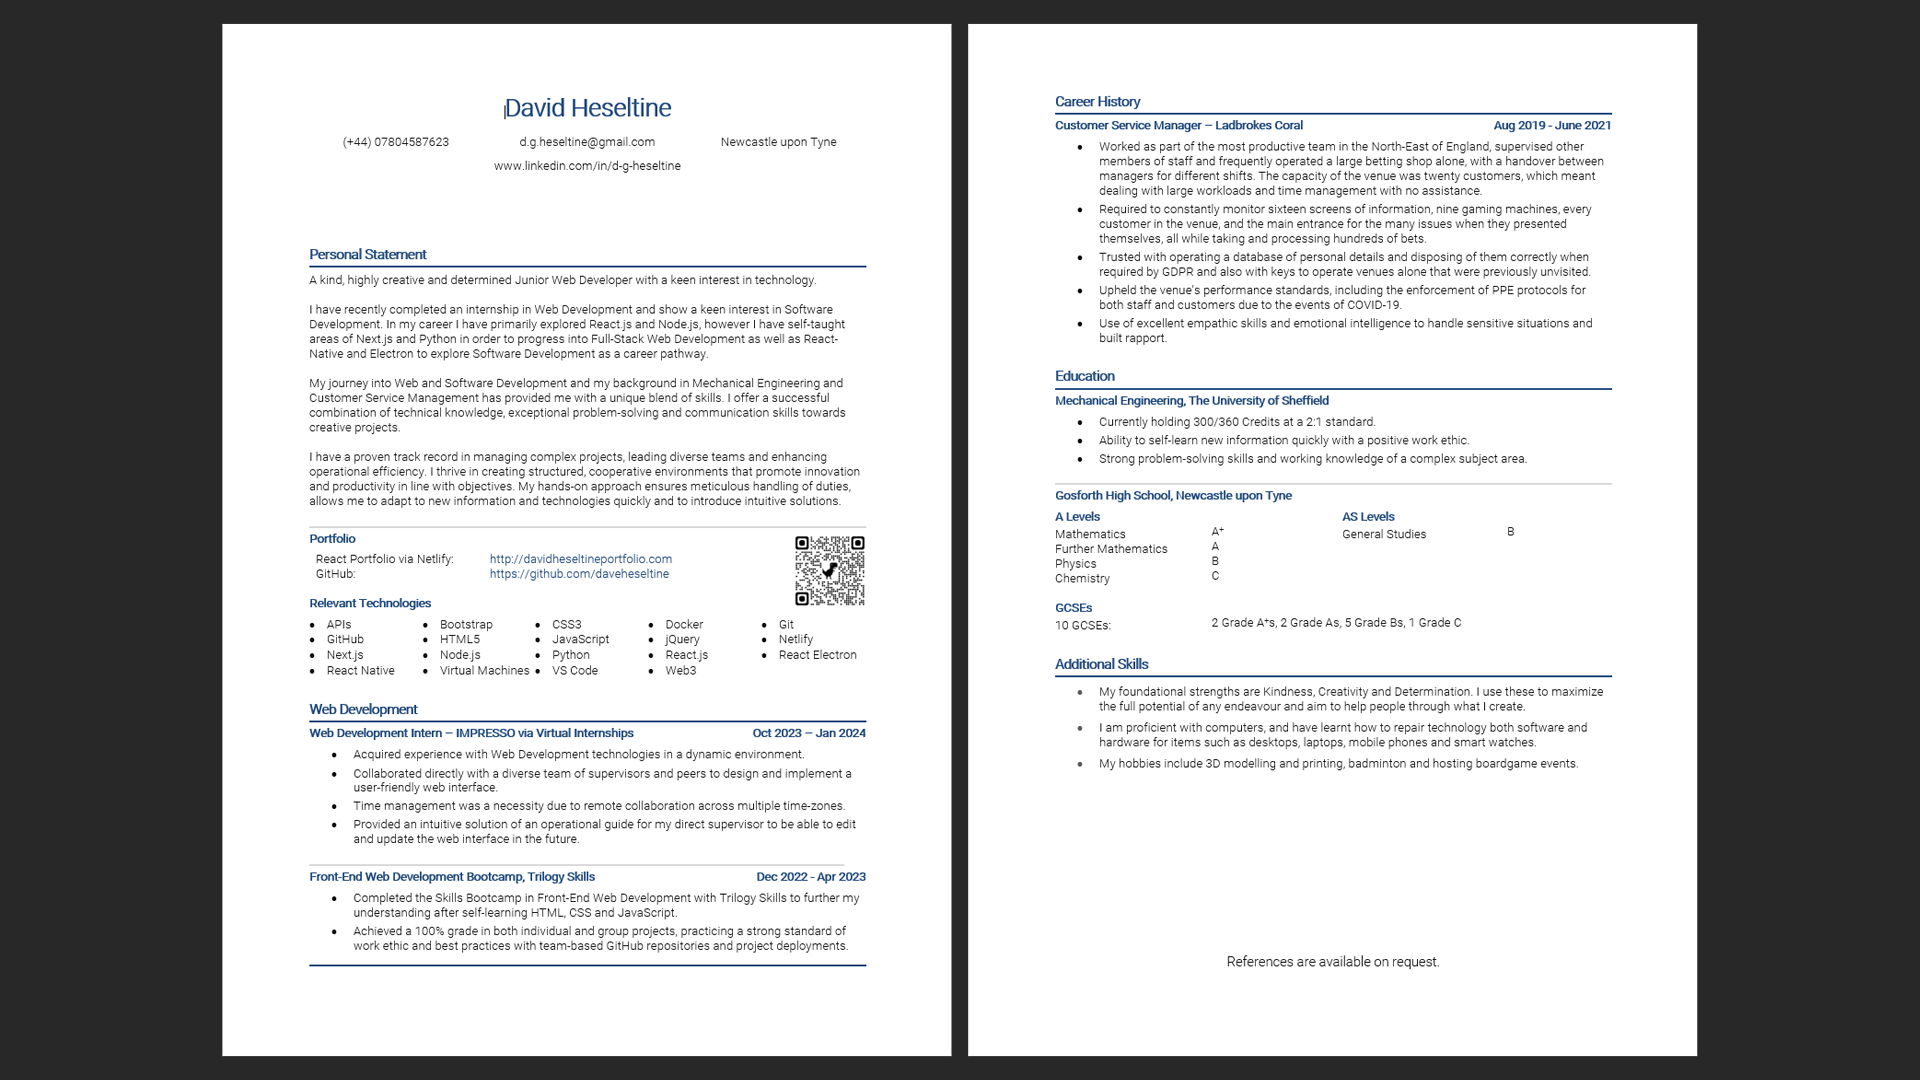 David Heseltine
(+44) 07804587623 d.g.heseltine@gmail.com Newcastle upon Tyne
www.linkedin.com/in/d-g-heseltine
Personal Statement
A kind, highly creative and determined Junior Web Developer with a keen interest in technology.
I have recently completed an internship in Web Development and show a keen interest in Software
Development. In my career I have primarily explored React.js and Node.js, however I have self-taught
areas of Next.js and Python in order to progress into Full-Stack Web Development as well as React-
Native and Electron to explore Software Development as a career pathway.
My journey into Web and Software Development and my background in Mechanical Engineering and
Customer Service Management has provided me with a unique blend of skills. I offer a successful
combination of technical knowledge, exceptional problem-solving and communication skills towards
creative projects.
I have a proven track record in managing complex projects, leading diverse teams and enhancing
operational efficiency. I thrive in creating structured, cooperative environments that promote innovation
and productivity in line with objectives. My hands-on approach ensures meticulous handling of duties,
allows me to adapt to new information and technologies quickly and to introduce intuitive solutions.
Portfolio
React Portfolio via Netlify: http://davidheseltineportfolio.com
GitHub: https://github.com/daveheseltine
Relevant Technologies
• APIs • Bootstrap • CSS3 • Docker • Git
• GitHub • HTML5 • JavaScript • jQuery • Netlify
• Next.js • Node.js • Python • React.js • React Electron
• React Native • Virtual Machines • VS Code • Web3
Web Development
Web Development Intern – IMPRESSO via Virtual Internships Oct 2023 – Jan 2024
• Acquired experience with Web Development technologies in a dynamic environment.
• Collaborated directly with a diverse team of supervisors and peers to design and implement a
user-friendly web interface.
• Time management was a necessity due to remote collaboration across multiple time-zones.
• Provided an intuitive solution of an operational guide for my direct supervisor to be able to edit
and update the web interface in the future.
Front-End Web Development Bootcamp, Trilogy Skills Dec 2022 - Apr 2023
• Completed the Skills Bootcamp in Front-End Web Development with Trilogy Skills to further my
understanding after self-learning HTML, CSS and JavaScript.
• Achieved a 100% grade in both individual and group projects, practicing a strong standard of
work ethic and best practices with team-based GitHub repositories and project deployments.
Career History
Customer Service Manager – Ladbrokes Coral Aug 2019 - June 2021
• Worked as part of the most productive team in the North-East of England, supervised other
members of staff and frequently operated a large betting shop alone, with a handover between
managers for different shifts. The capacity of the venue was twenty customers, which meant
dealing with large workloads and time management with no assistance.
• Required to constantly monitor sixteen screens of information, nine gaming machines, every
customer in the venue, and the main entrance for the many issues when they presented
themselves, all while taking and processing hundreds of bets.
• Trusted with operating a database of personal details and disposing of them correctly when
required by GDPR and also with keys to operate venues alone that were previously unvisited.
• Upheld the venue's performance standards, including the enforcement of PPE protocols for
both staff and customers due to the events of COVID-19.
• Use of excellent empathic skills and emotional intelligence to handle sensitive situations and
built rapport.
Education
Mechanical Engineering, The University of Sheffield
• Currently holding 300/360 Credits at a 2:1 standard.
• Ability to self-learn new information quickly with a positive work ethic.
• Strong problem-solving skills and working knowledge of a complex subject area.
Gosforth High School, Newcastle upon Tyne
A Levels AS Levels
Mathematics A+ General Studies B
Further Mathematics A
Physics B
Chemistry C
GCSEs
10 GCSEs: 2 Grade A*s, 2 Grade As, 5 Grade Bs, 1 Grade C
Additional Skills
• My foundational strengths are Kindness, Creativity and Determination. I use these to maximize
the full potential of any endeavour and aim to help people through what I create.
• I am proficient with computers, and have learnt how to repair technology both software and
hardware for items such as desktops, laptops, mobile phones and smart watches.
• My hobbies include 3D modelling and printing, badminton and hosting boardgame events.
References are available on request.